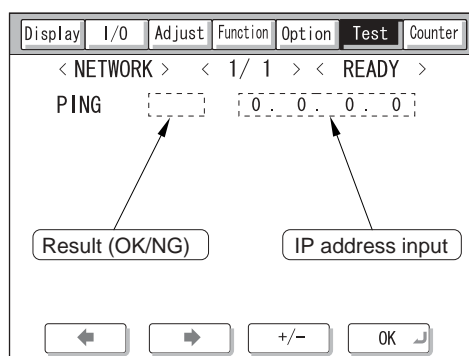 Display I/O Adjust Function Option Test Counter
< NETWORK > < 1/ 1 > < READY >
PING 0. 0. 0. 0
Result (OK/NG) IP address input
+/− OK